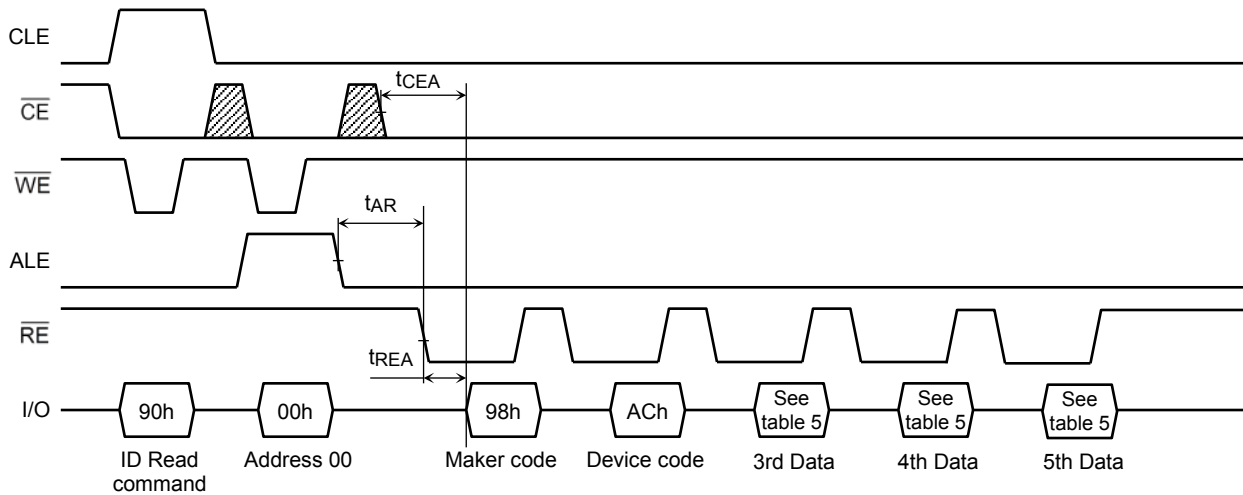 CLE
tCEA
CE
WE
tAR
ALE
RE
tREA
I/O
90h
00h
98h
ACh
See
table 5
See
table 5
See
table 5
ID Read
command
Address 00
Maker code
Device code
3rd Data
4th Data
5th Data